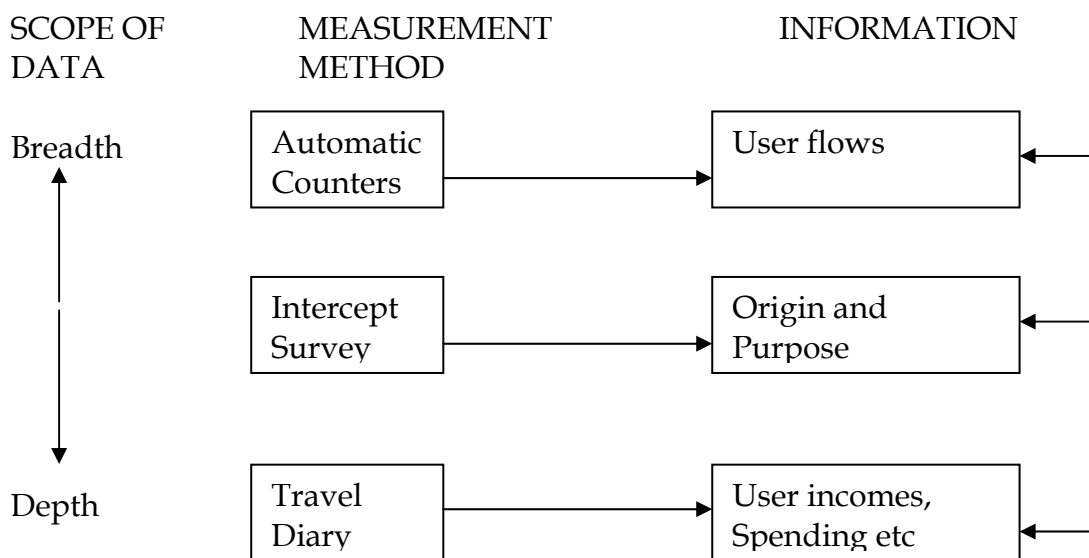 SCOPE OF
DATA
MEASUREMENT
METHOD
INFORMATION
Breadth
Automatic
Counters
User flows
Intercept
Survey
Origin and
Purpose
Depth
Travel
Diary
User incomes,
Spending etc